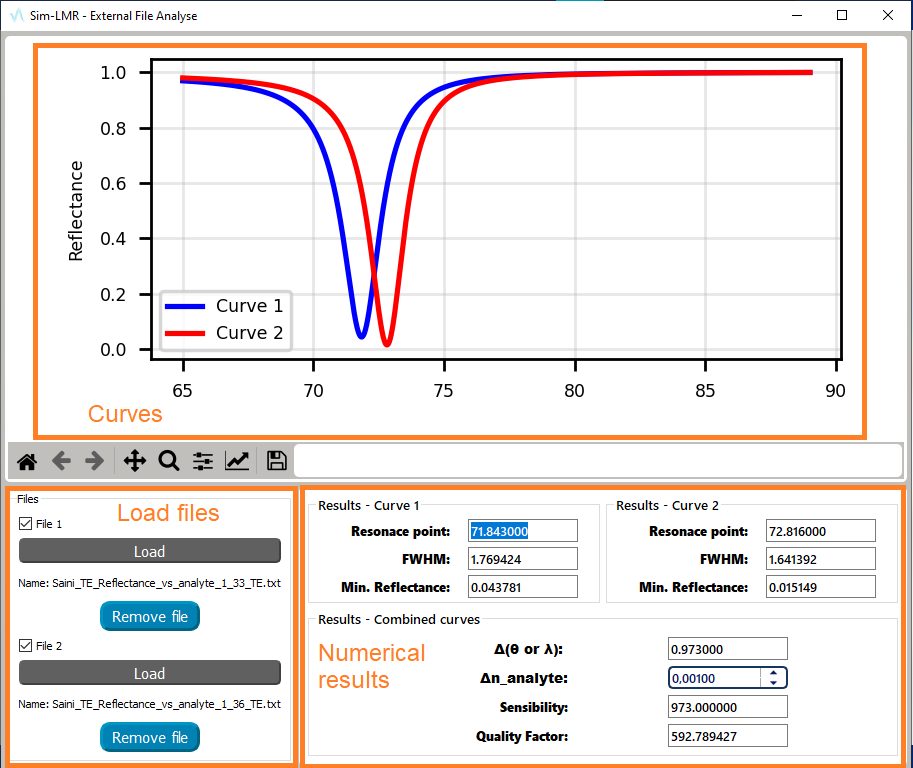 Sim-LMR - External File Analyse
1.0
0.8
0.6
0.4
0.2
0.0
Reflectance
Curve 1
Curve 2
65 70 75 80 85 90
Curves
Files
Load files
File 1
Load
Name: Saini_TE_Reflectance_vs_analyte_1_33_TE.txt
Remove file
File 2
Load
Name: Saini_TE_Reflectance_vs_analyte_1_36_TE.txt
Remove file
Results - Curve 1
Resonace point: 71.843000
FWHM: 1.769424
Min. Reflectance: 0.043781
Results - Curve 2
Resonace point: 72.816000
FWHM: 1.641392
Min. Reflectance: 0.015149
Results - Combined curves
Numerical
results
Δ(θ or λ): 0.973000
Δn_analyte: 0,00100
Sensibility: 973.000000
Quality Factor: 592.789427